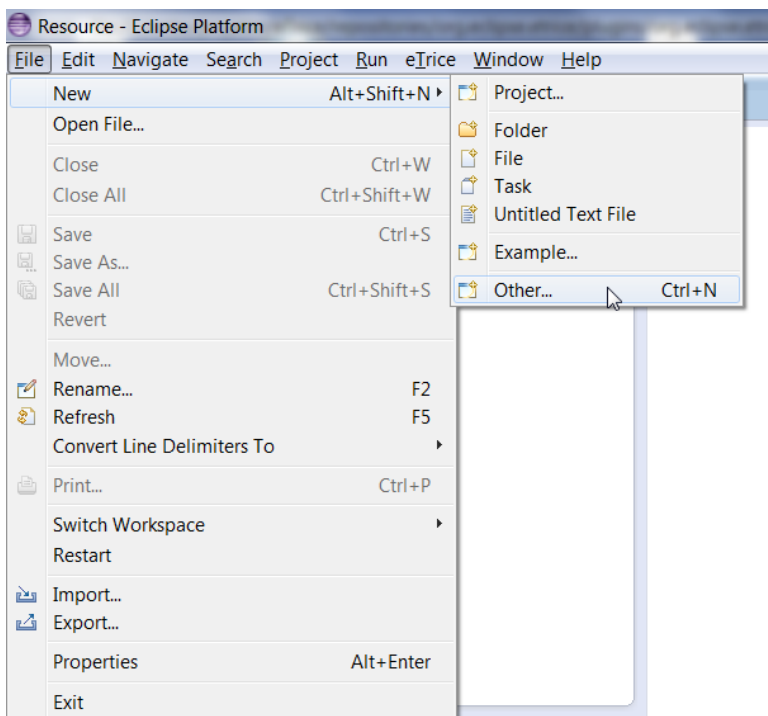 Resource - Eclipse Platform
File Edit Navigate Search Project Run eTrice Window Help
New Alt+Shift+N
Open File...
Close Ctrl+W
Close All Ctrl+Shift+W
Save Ctrl+S
Save As...
Save All Ctrl+Shift+S
Revert
Move...
Rename... F2
Refresh F5
Convert Line Delimiters To
Print... Ctrl+P
Switch Workspace
Restart
Import...
Export...
Properties Alt+Enter
Exit
Project...
Folder
File
Task
Untitled Text File
Example...
Other... Ctrl+N